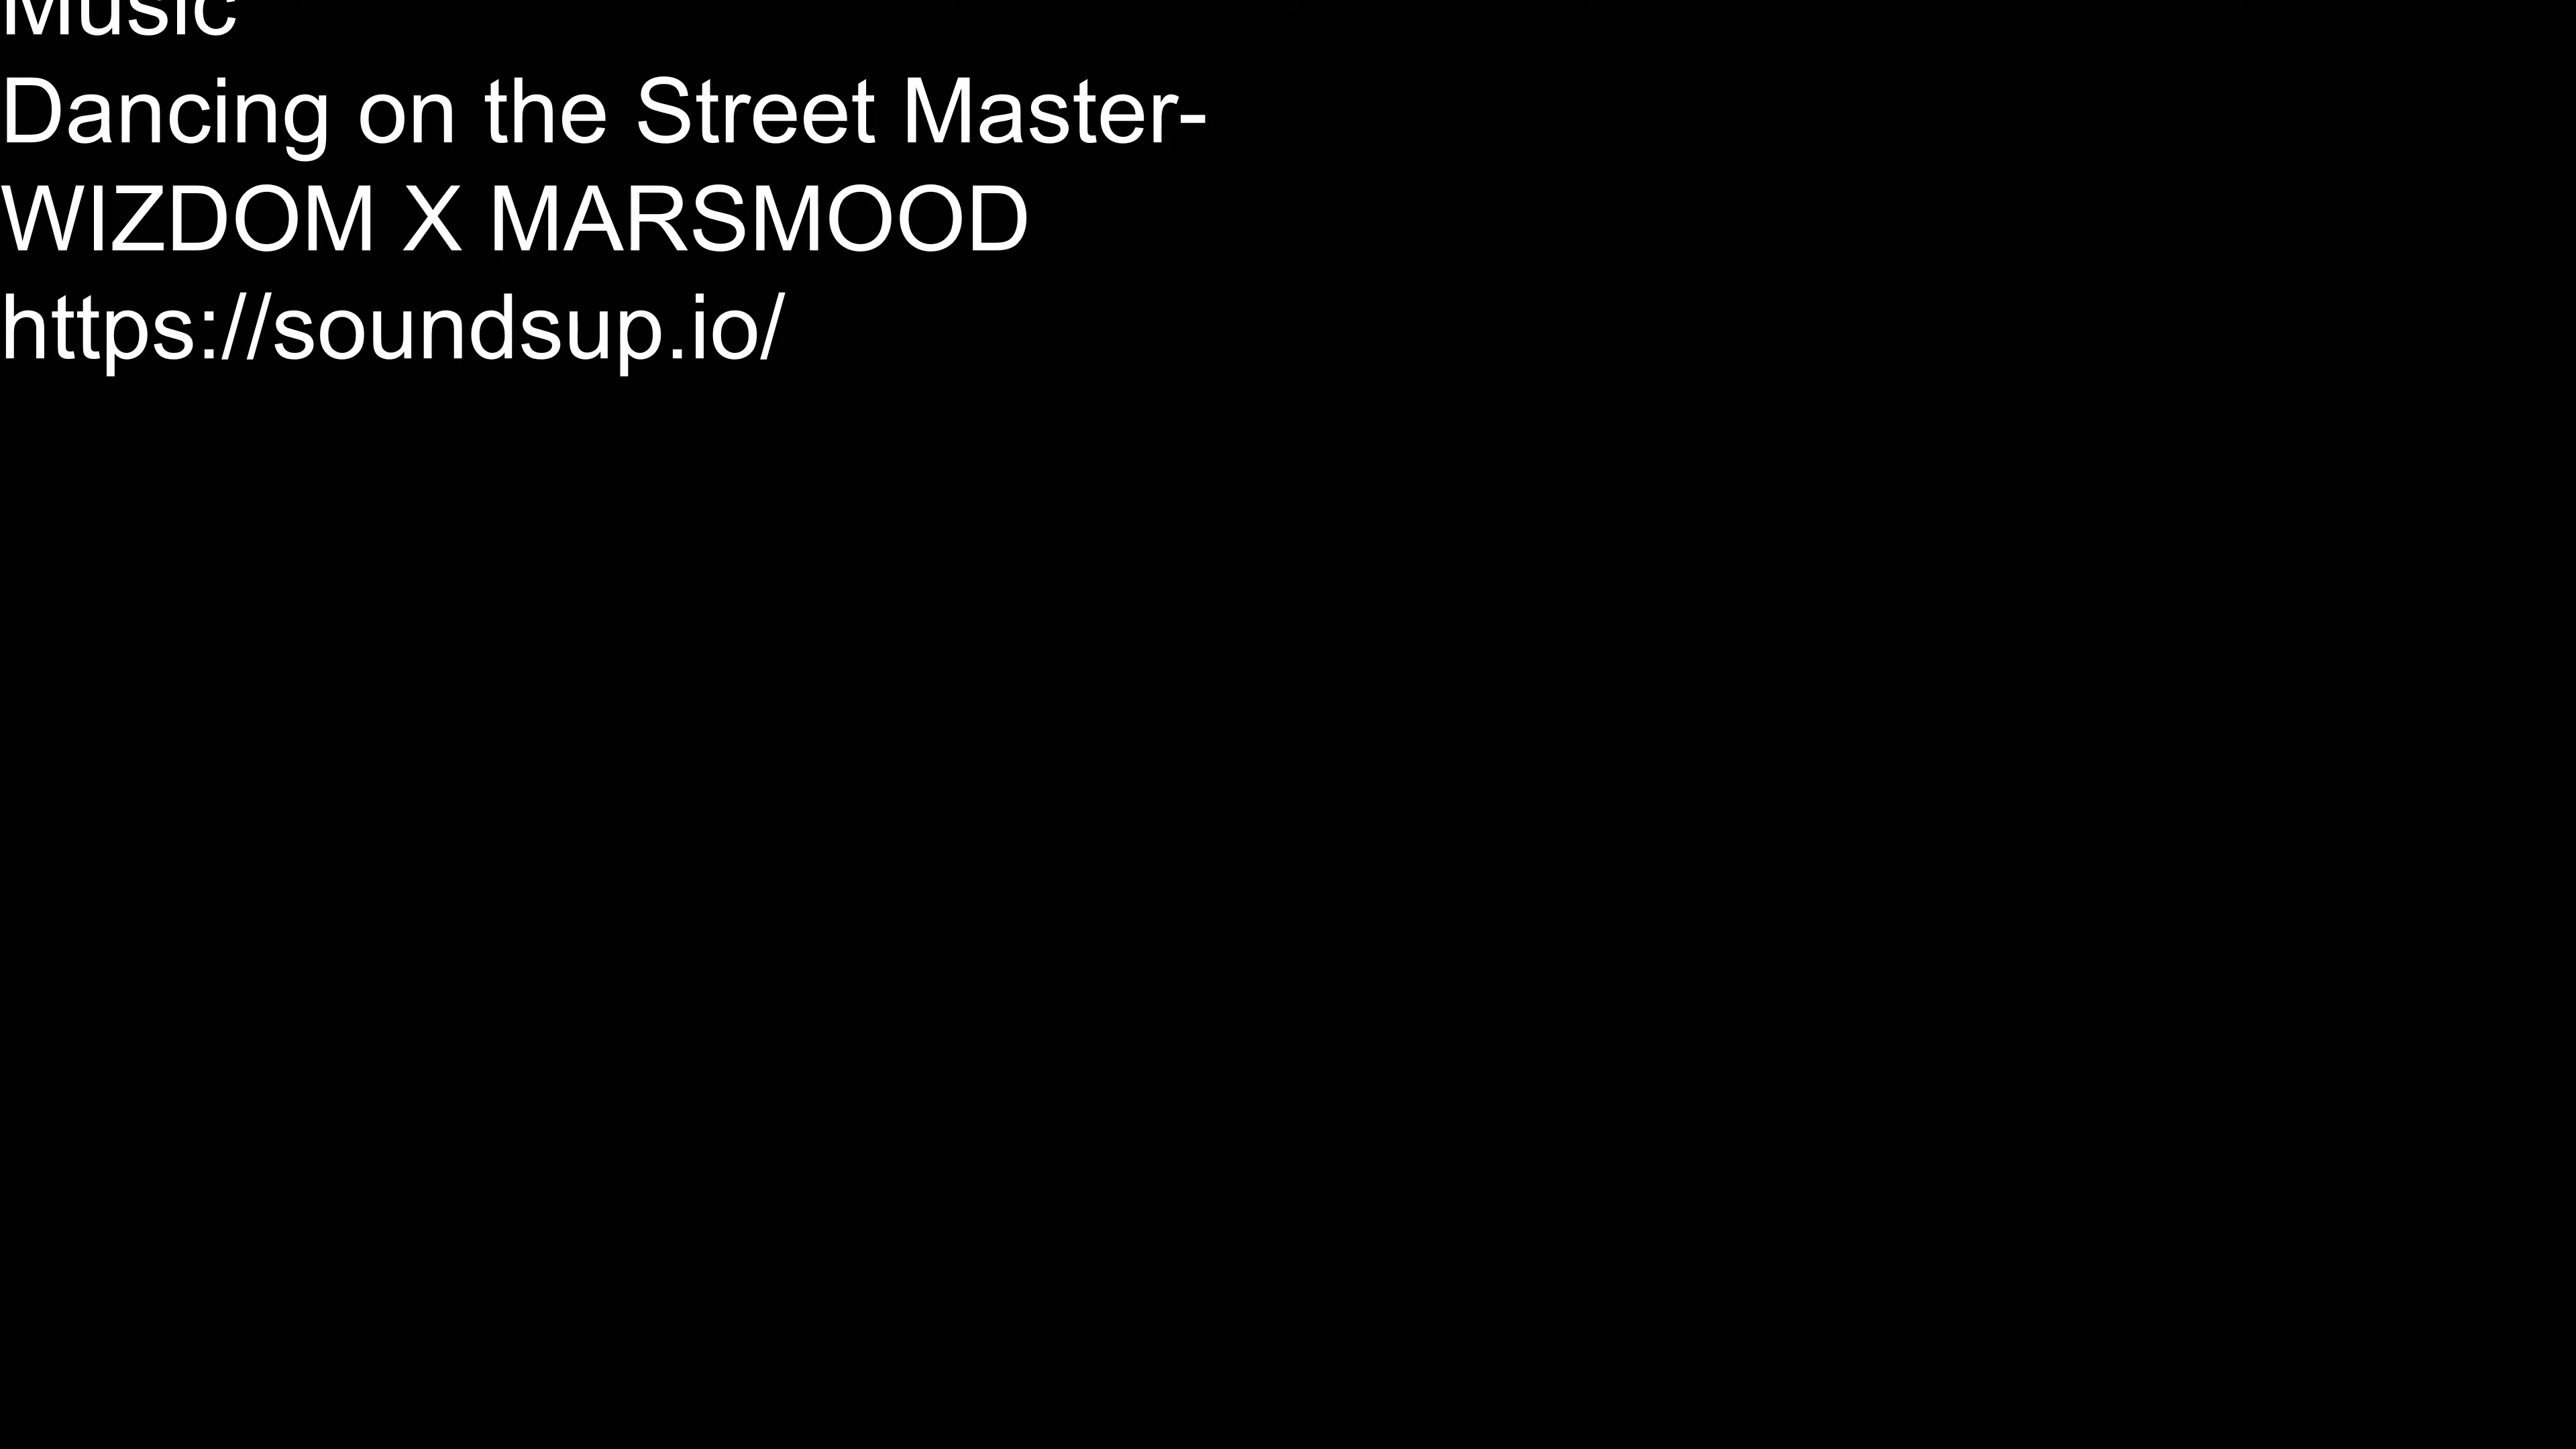 Music
Dancing on the Street Master-
WIZDOM X MARSMOOD
https://soundsup.io/